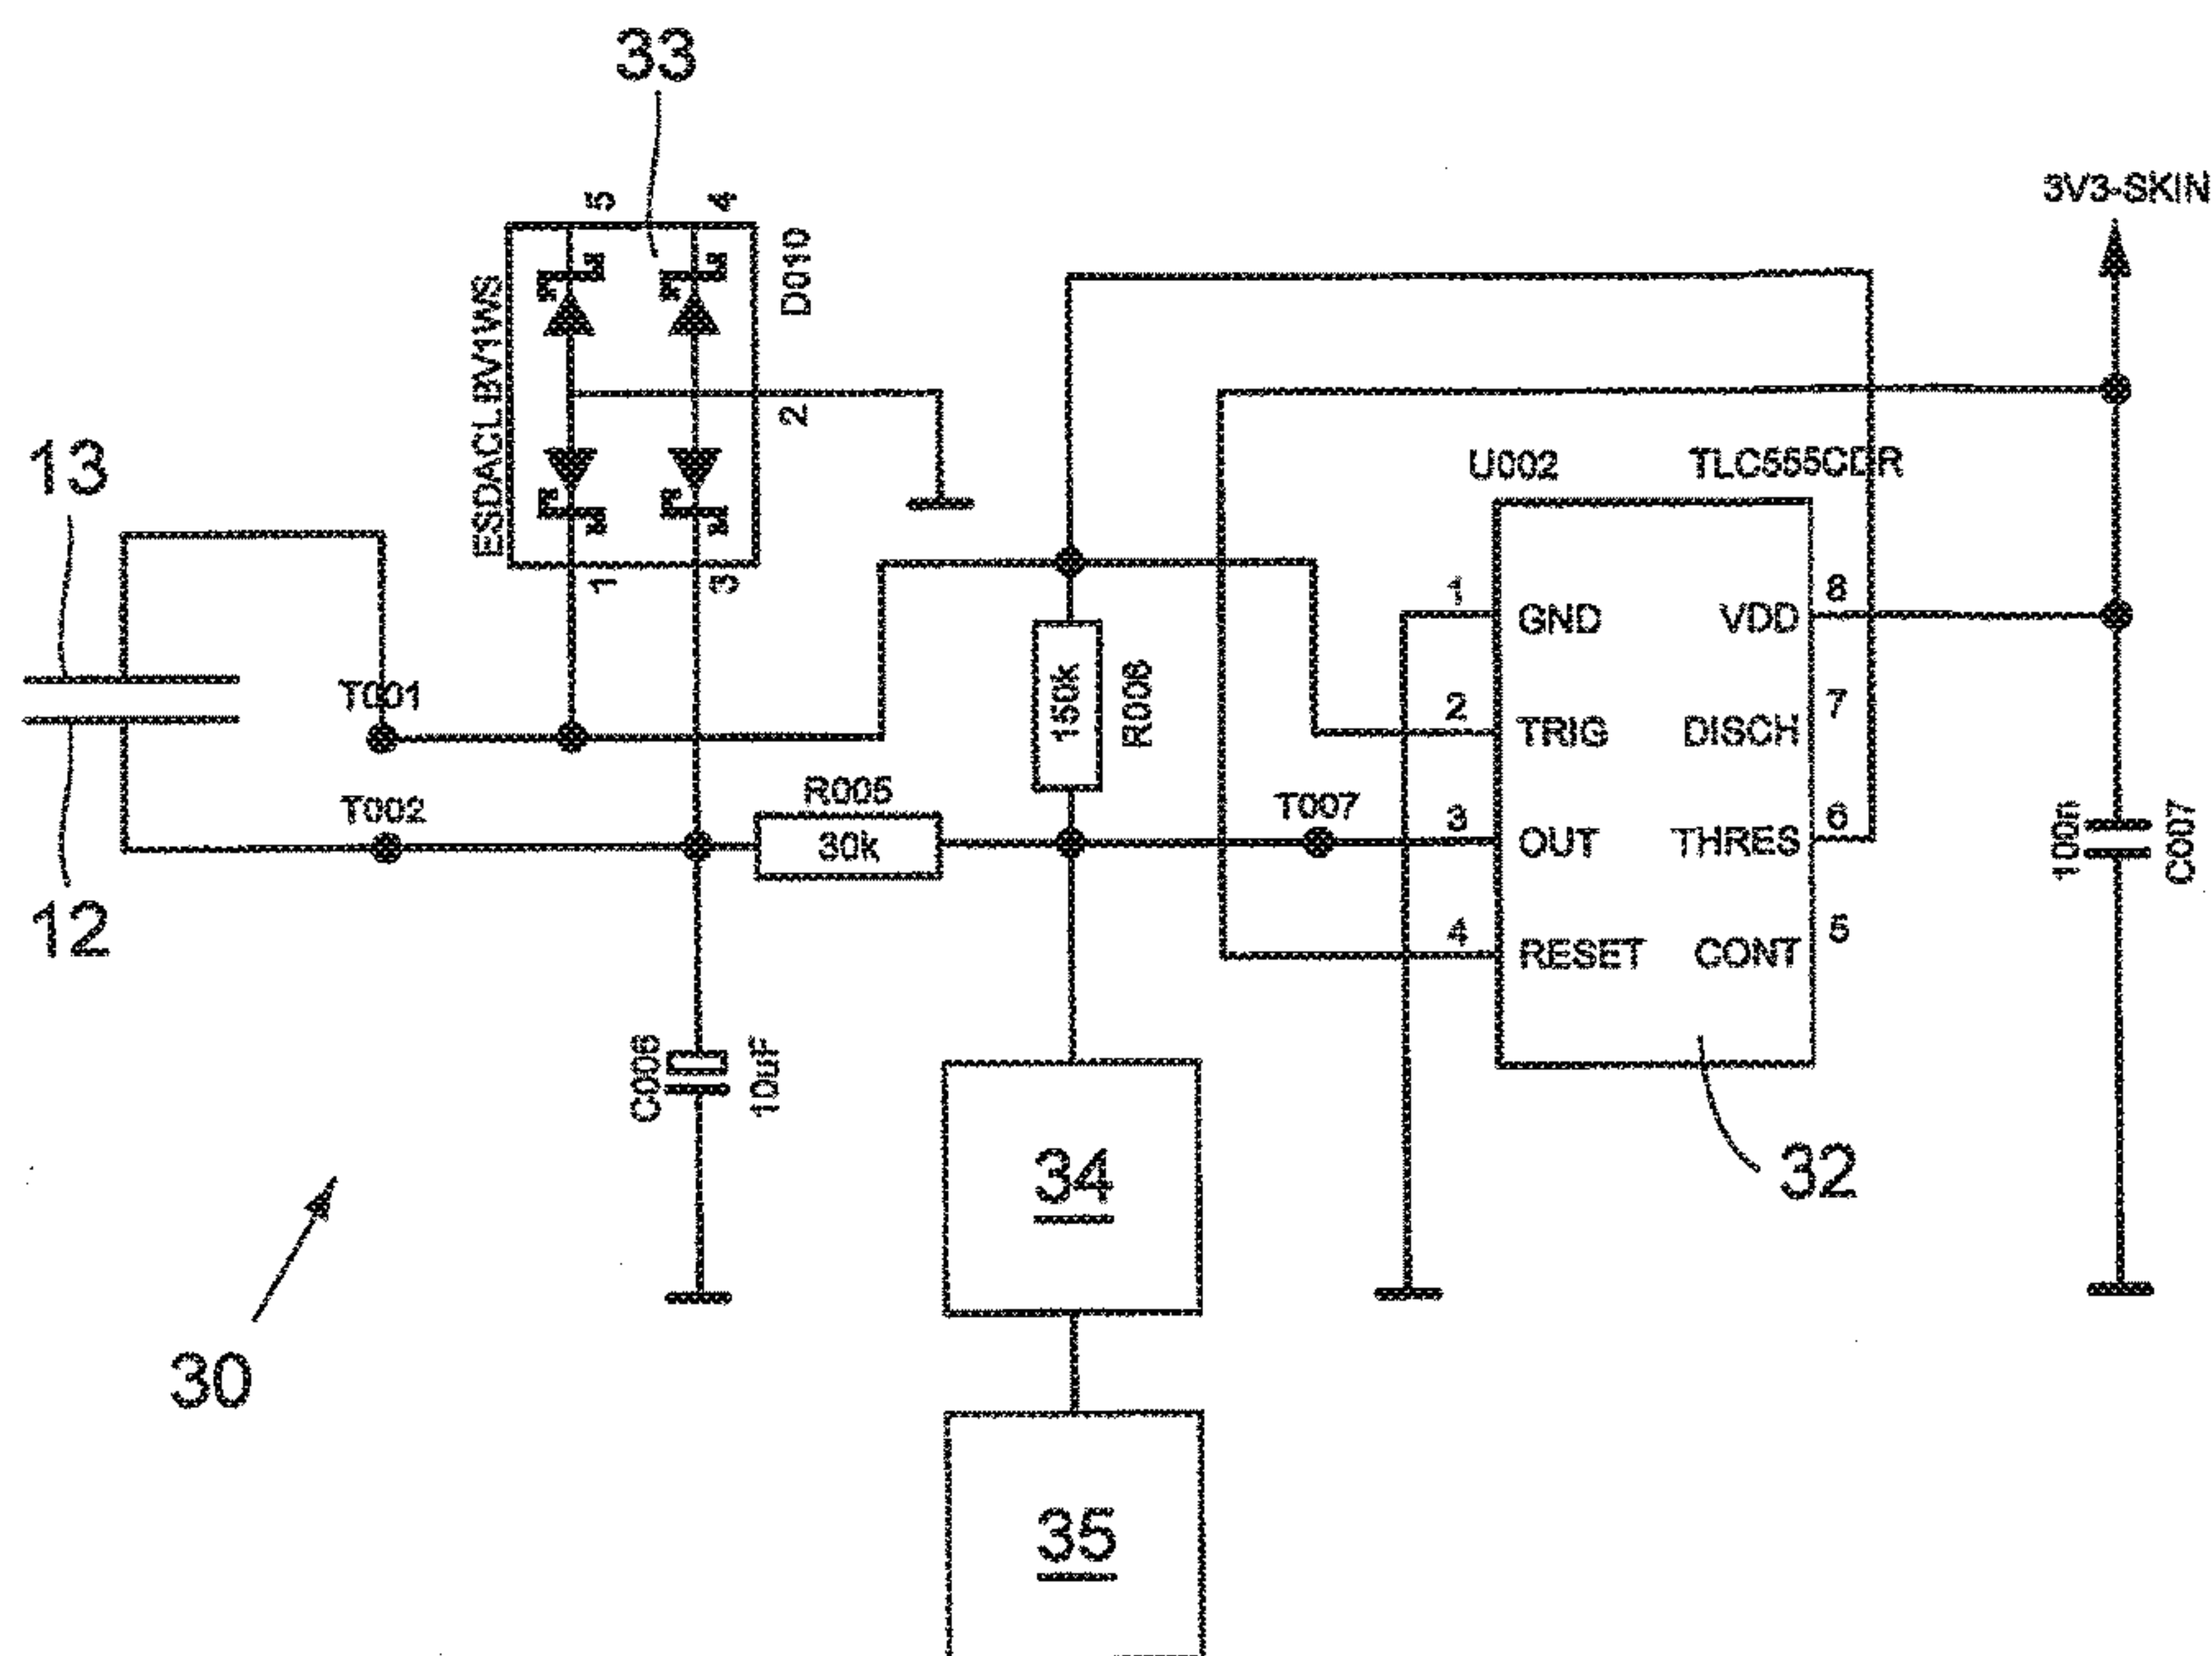 33
3V3-SKIN
5
4
D010
2
13
U002
TLC555CDR
1
3
1
GND
VDD
8
T001
150k
R006
2
TRIG
DISCH
7
T002
R005
30k
T007
3
OUT
THRES
6
100n
C007
12
4
RESET
CONT
5
C006
10uF
34
32
30
35